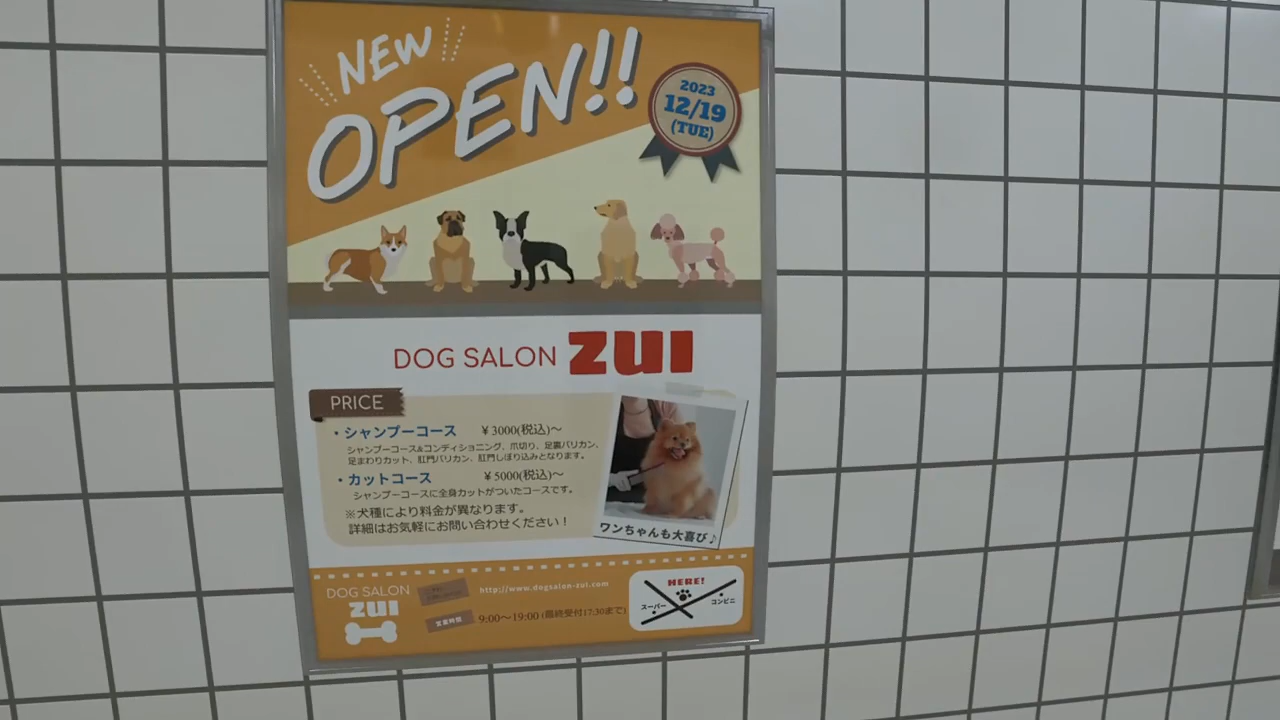 NEW
OPEN!!
2023
12/19
(TUE)
DOG SALON ZUI
PRICE
・シャンプーコース ￥3000(税込)～
シャンプーコース&コンディショニング、爪切り、足裏バリカン、
足まわりカット、肛門バリカン、肛門しぼり込みとなります。
・カットコース ￥5000(税込)～
シャンプーコースに全身カットがついたコースです。
※犬種により料金が異なります。
詳細はお気軽にお問い合わせください！
ワンちゃんも大喜び♪
DOG SALON
ZUI
http://www.dogsalon-zui.com
営業時間 9:00～19:00 (最終受付17:30まで)
HERE!
スーパー
コンビニ